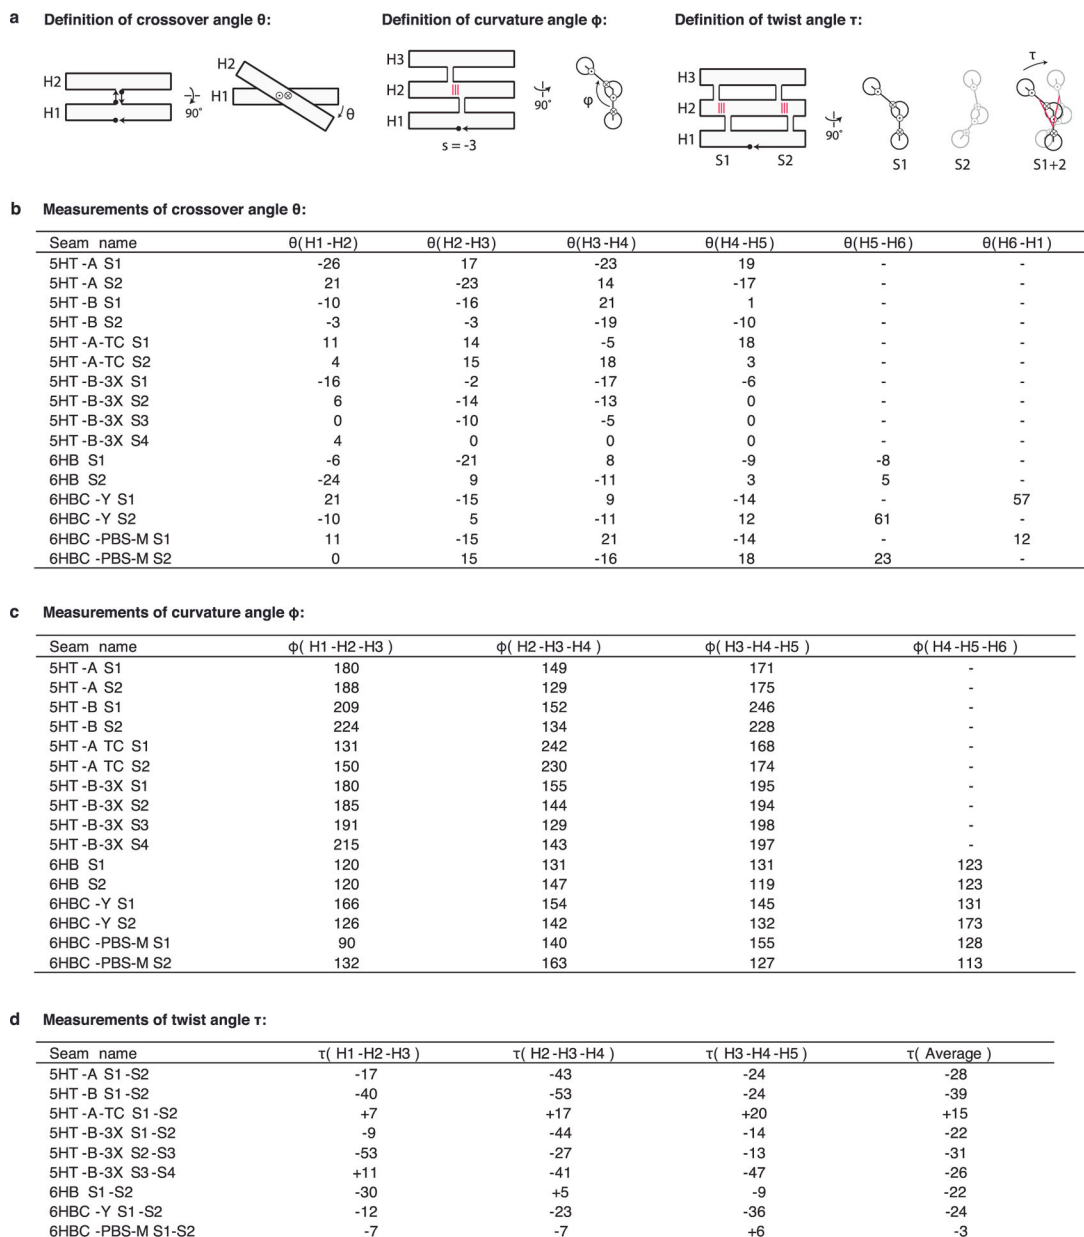 a Definition of crossover angle θ: Definition of curvature angle ϕ: Definition of twist angle τ:
H2
H1
90°
H2
H1
θ
H3
H2
H1
s = -3
90°
φ
H3
H2
H1
S1 S2
90°
S1
S2
τ
S1+2
b Measurements of crossover angle θ:
Seam name θ(H1-H2) θ(H2-H3) θ(H3-H4) θ(H4-H5) θ(H5-H6) θ(H6-H1)
5HT-A S1 -26 17 -23 19 - -
5HT-A S2 21 -23 14 -17 - -
5HT-B S1 -10 -16 21 1 - -
5HT-B S2 -3 -3 -19 -10 - -
5HT-A-TC S1 11 14 -5 18 - -
5HT-A-TC S2 4 15 18 3 - -
5HT-B-3X S1 -16 -2 -17 -6 - -
5HT-B-3X S2 6 -14 -13 0 - -
5HT-B-3X S3 0 -10 -5 0 - -
5HT-B-3X S4 4 0 0 0 - -
6HB S1 -6 -21 8 -9 -8 -
6HB S2 -24 9 -11 3 5 -
6HBC-Y S1 21 -15 9 -14 - 57
6HBC-Y S2 -10 5 -11 12 61 -
6HBC-PBS-M S1 11 -15 21 -14 - 12
6HBC-PBS-M S2 0 15 -16 18 23 -
c Measurements of curvature angle ϕ:
Seam name ϕ( H1-H2-H3 ) ϕ( H2-H3-H4 ) ϕ( H3-H4-H5 ) ϕ( H4-H5-H6 )
5HT-A S1 180 149 171 -
5HT-A S2 188 129 175 -
5HT-B S1 209 152 246 -
5HT-B S2 224 134 228 -
5HT-A TC S1 131 242 168 -
5HT-A TC S2 150 230 174 -
5HT-B-3X S1 180 155 195 -
5HT-B-3X S2 185 144 194 -
5HT-B-3X S3 191 129 198 -
5HT-B-3X S4 215 143 197 -
6HB S1 120 131 131 123
6HB S2 120 147 119 123
6HBC-Y S1 166 154 145 131
6HBC-Y S2 126 142 132 173
6HBC-PBS-M S1 90 140 155 128
6HBC-PBS-M S2 132 163 127 113
d Measurements of twist angle τ:
Seam name τ( H1-H2-H3 ) τ( H2-H3-H4 ) τ( H3-H4-H5 ) τ( Average )
5HT-A S1-S2 -17 -43 -24 -28
5HT-B S1-S2 -40 -53 -24 -39
5HT-A-TC S1-S2 +7 +17 +20 +15
5HT-B-3X S1-S2 -9 -44 -14 -22
5HT-B-3X S2-S3 -53 -27 -13 -31
5HT-B-3X S3-S4 +11 -41 -47 -26
6HB S1-S2 -30 +5 -9 -22
6HBC-Y S1-S2 -12 -23 -36 -24
6HBC-PBS-M S1-S2 -7 -7 +6 -3